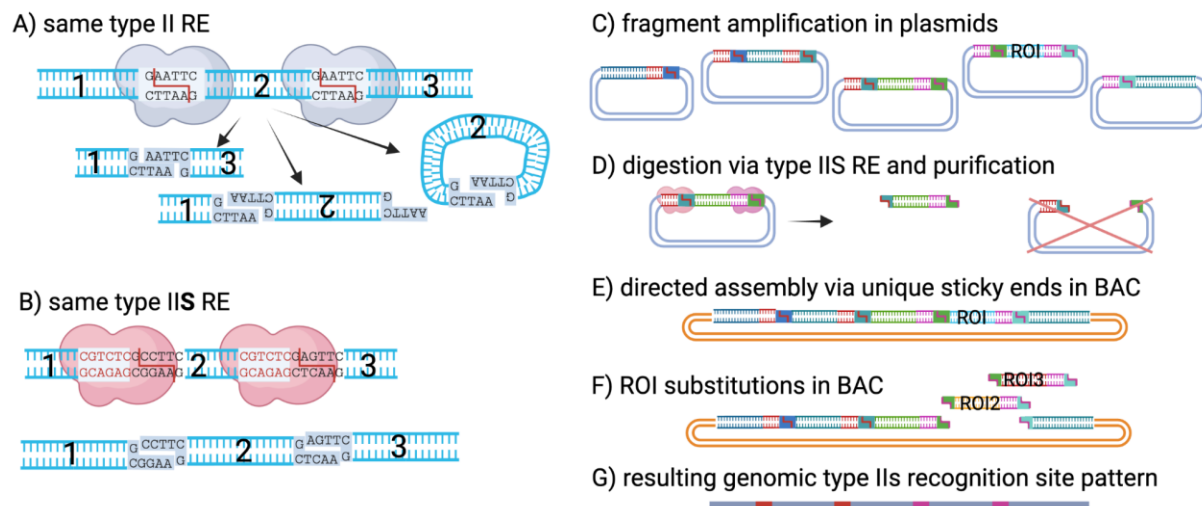 A) same type II RE
1 GAATTC 2 GAATTC 3
CTTAAG CTTAAG
2
1 G AATTC 3
CTTAA G
G CTTAA
CTTAA G
1 G CTTAA 2 G
CTTAA G AATTC
B) same type IIS RE
1 CGTCTCGCCTTC 2 CGTCTCGAGTTC 3
GCAGAGCGGAAG GCAGAGCTCAAG
1 G CCTTC 2 G AGTTC 3
CGGAA G CTCAA G
C) fragment amplification in plasmids
ROI
D) digestion via type IIS RE and purification
E) directed assembly via unique sticky ends in BAC
ROI
F) ROI substitutions in BAC
ROI3
ROI2
G) resulting genomic type IIs recognition site pattern